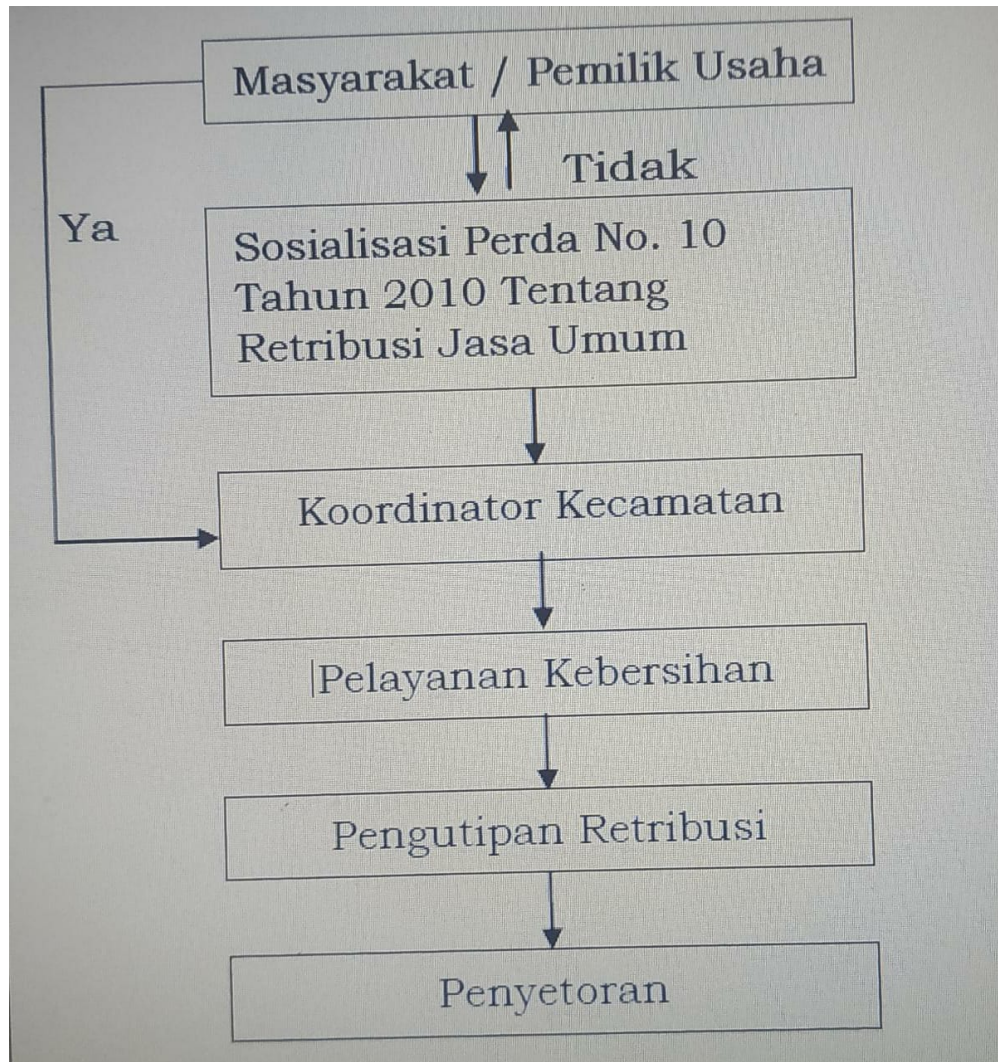 Masyarakat / Pemilik Usaha
Tidak
Ya
Sosialisasi Perda No. 10
Tahun 2010 Tentang
Retribusi Jasa Umum
Koordinator Kecamatan
Pelayanan Kebersihan
Pengutipan Retribusi
Penyetoran